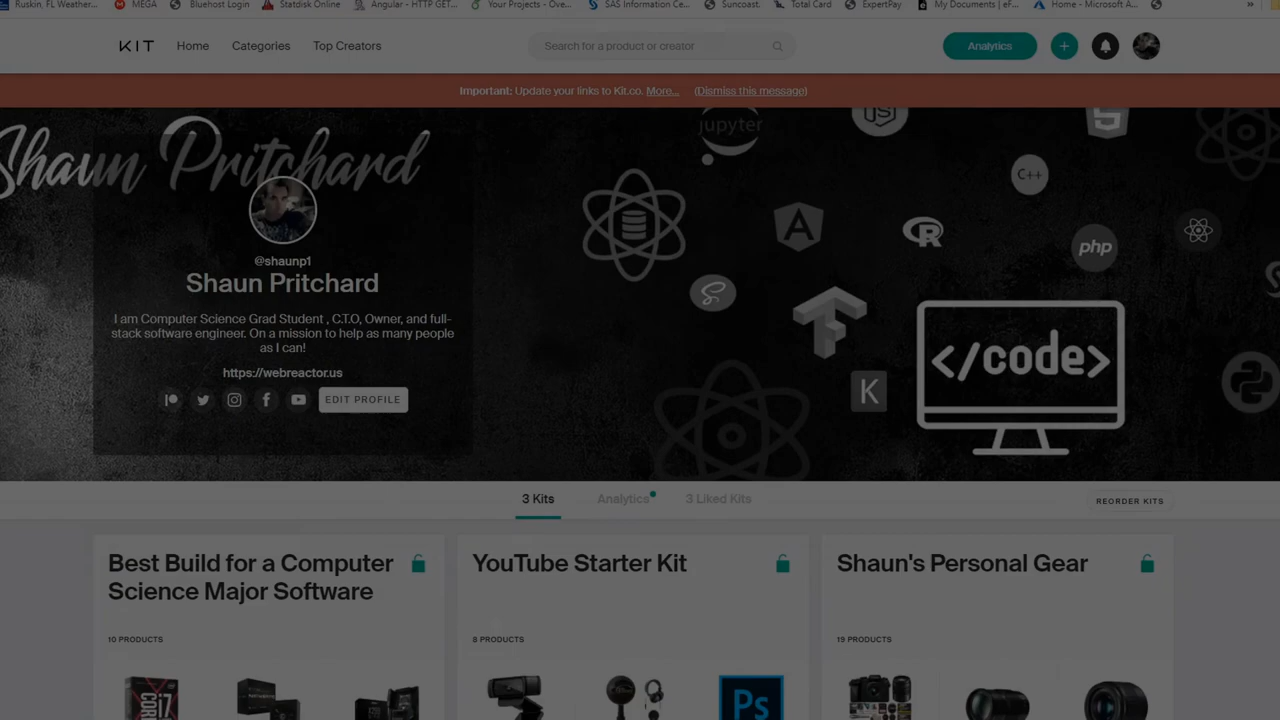 Ruskin, FL Weather...
MEGA
Bluehost Login
Statdisk Online
Angular - HTTP GET...
Your Projects - Ove...
SAS Information Ce...
Suncoast.
Total Card
ExpertPay
My Documents | eF...
Home - Microsoft A...
»
KIT
Home
Categories
Top Creators
Search for a product or creator
Analytics
+
Important: Update your links to Kit.co. More... (Dismiss this message)
Shaun Pritchard
jupyter
JS
5
C++
R
php
</code>
K
@shaunp1
Shaun Pritchard
I am Computer Science Grad Student , C.T.O, Owner, and full-
stack software engineer. On a mission to help as many people
as I can!
https://webreactor.us
EDIT PROFILE
3 Kits
Analytics
3 Liked Kits
REORDER KITS
Best Build for a Computer
Science Major Software
10 PRODUCTS
YouTube Starter Kit
8 PRODUCTS
Shaun's Personal Gear
19 PRODUCTS
CORE i7
Ps